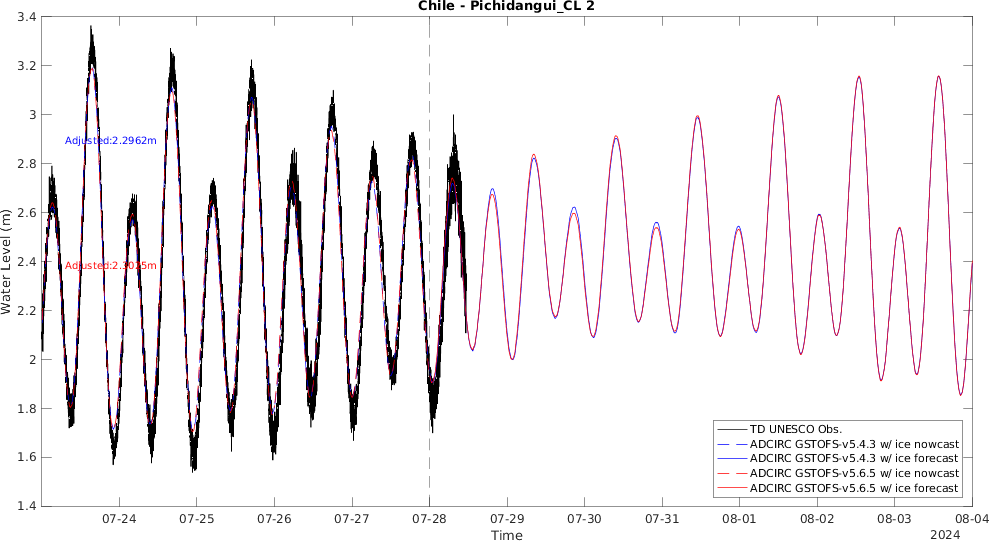 Chile - Pichidangui_CL 2
3.4
3.2
3
2.8
2.6
2.4
2.2
2
1.8
1.6
1.4
Water Level (m)
Adjusted:2.2962m
Adjusted:2.3025m
TD UNESCO Obs.
ADCIRC GSTOFS-v5.4.3 w/ ice nowcast
ADCIRC GSTOFS-v5.4.3 w/ ice forecast
ADCIRC GSTOFS-v5.6.5 w/ ice nowcast
ADCIRC GSTOFS-v5.6.5 w/ ice forecast
07-24 07-25 07-26 07-27 07-28 07-29 07-30 07-31 08-01 08-02 08-03 08-04
Time
2024